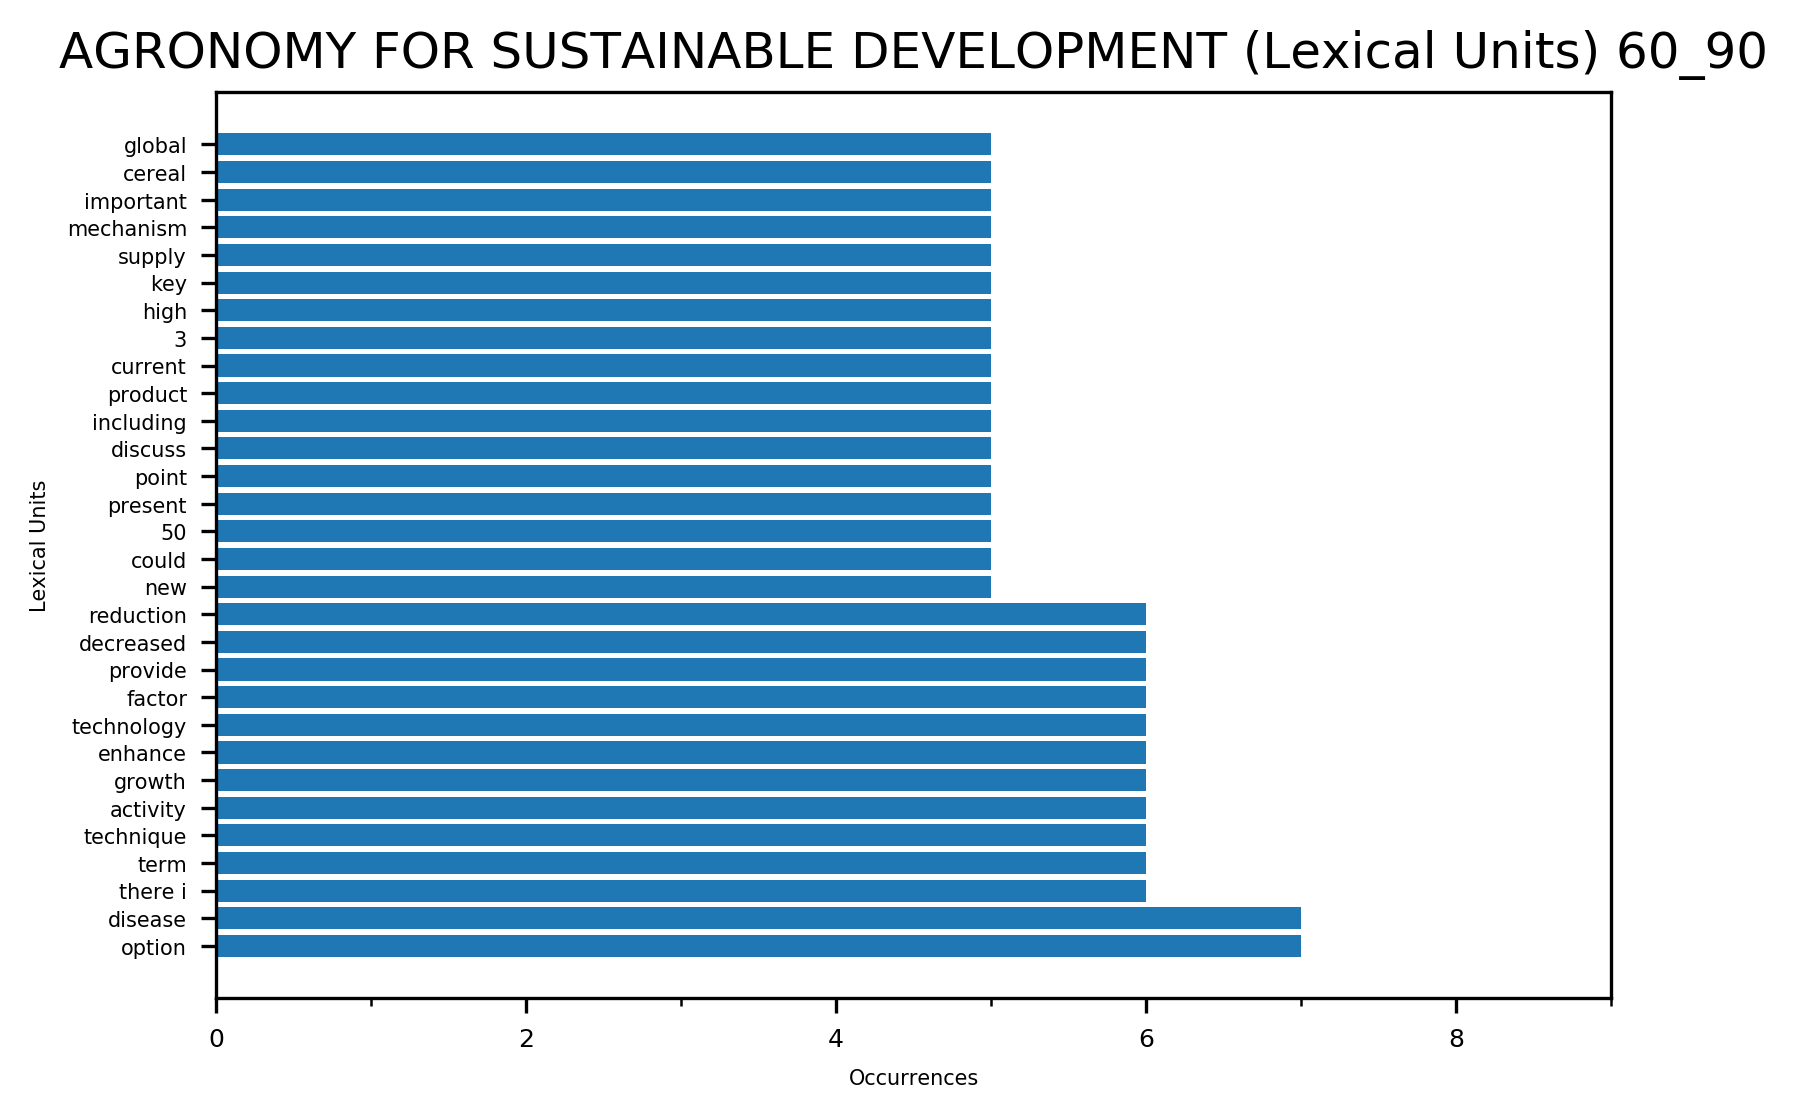 AGRONOMY FOR SUSTAINABLE DEVELOPMENT (Lexical Units) 60_90
global
cereal
important
mechanism
supply
key
high
3
current
product
including
discuss
point
present
50
could
new
reduction
decreased
provide
factor
technology
enhance
growth
activity
technique
term
there i
disease
option
Lexical Units
0 2 4 6 8
Occurrences